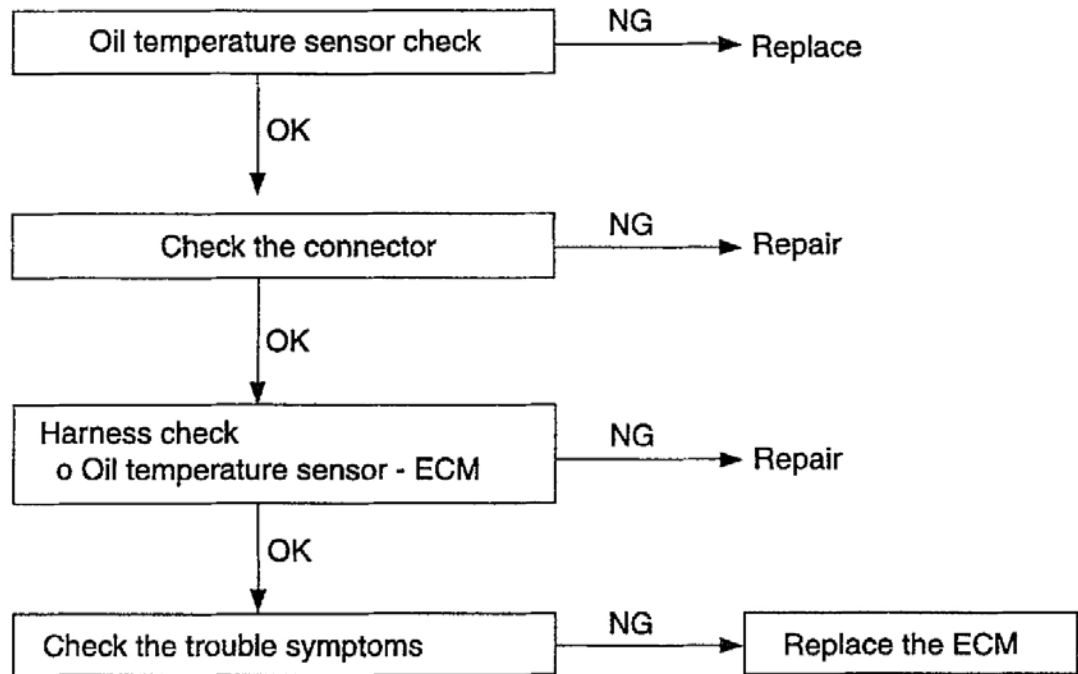 Oil temperature sensor check
NG
Replace
OK
Check the connector
NG
Repair
OK
Harness check
o Oil temperature sensor - ECM
NG
Repair
OK
Check the trouble symptoms
NG
Replace the ECM